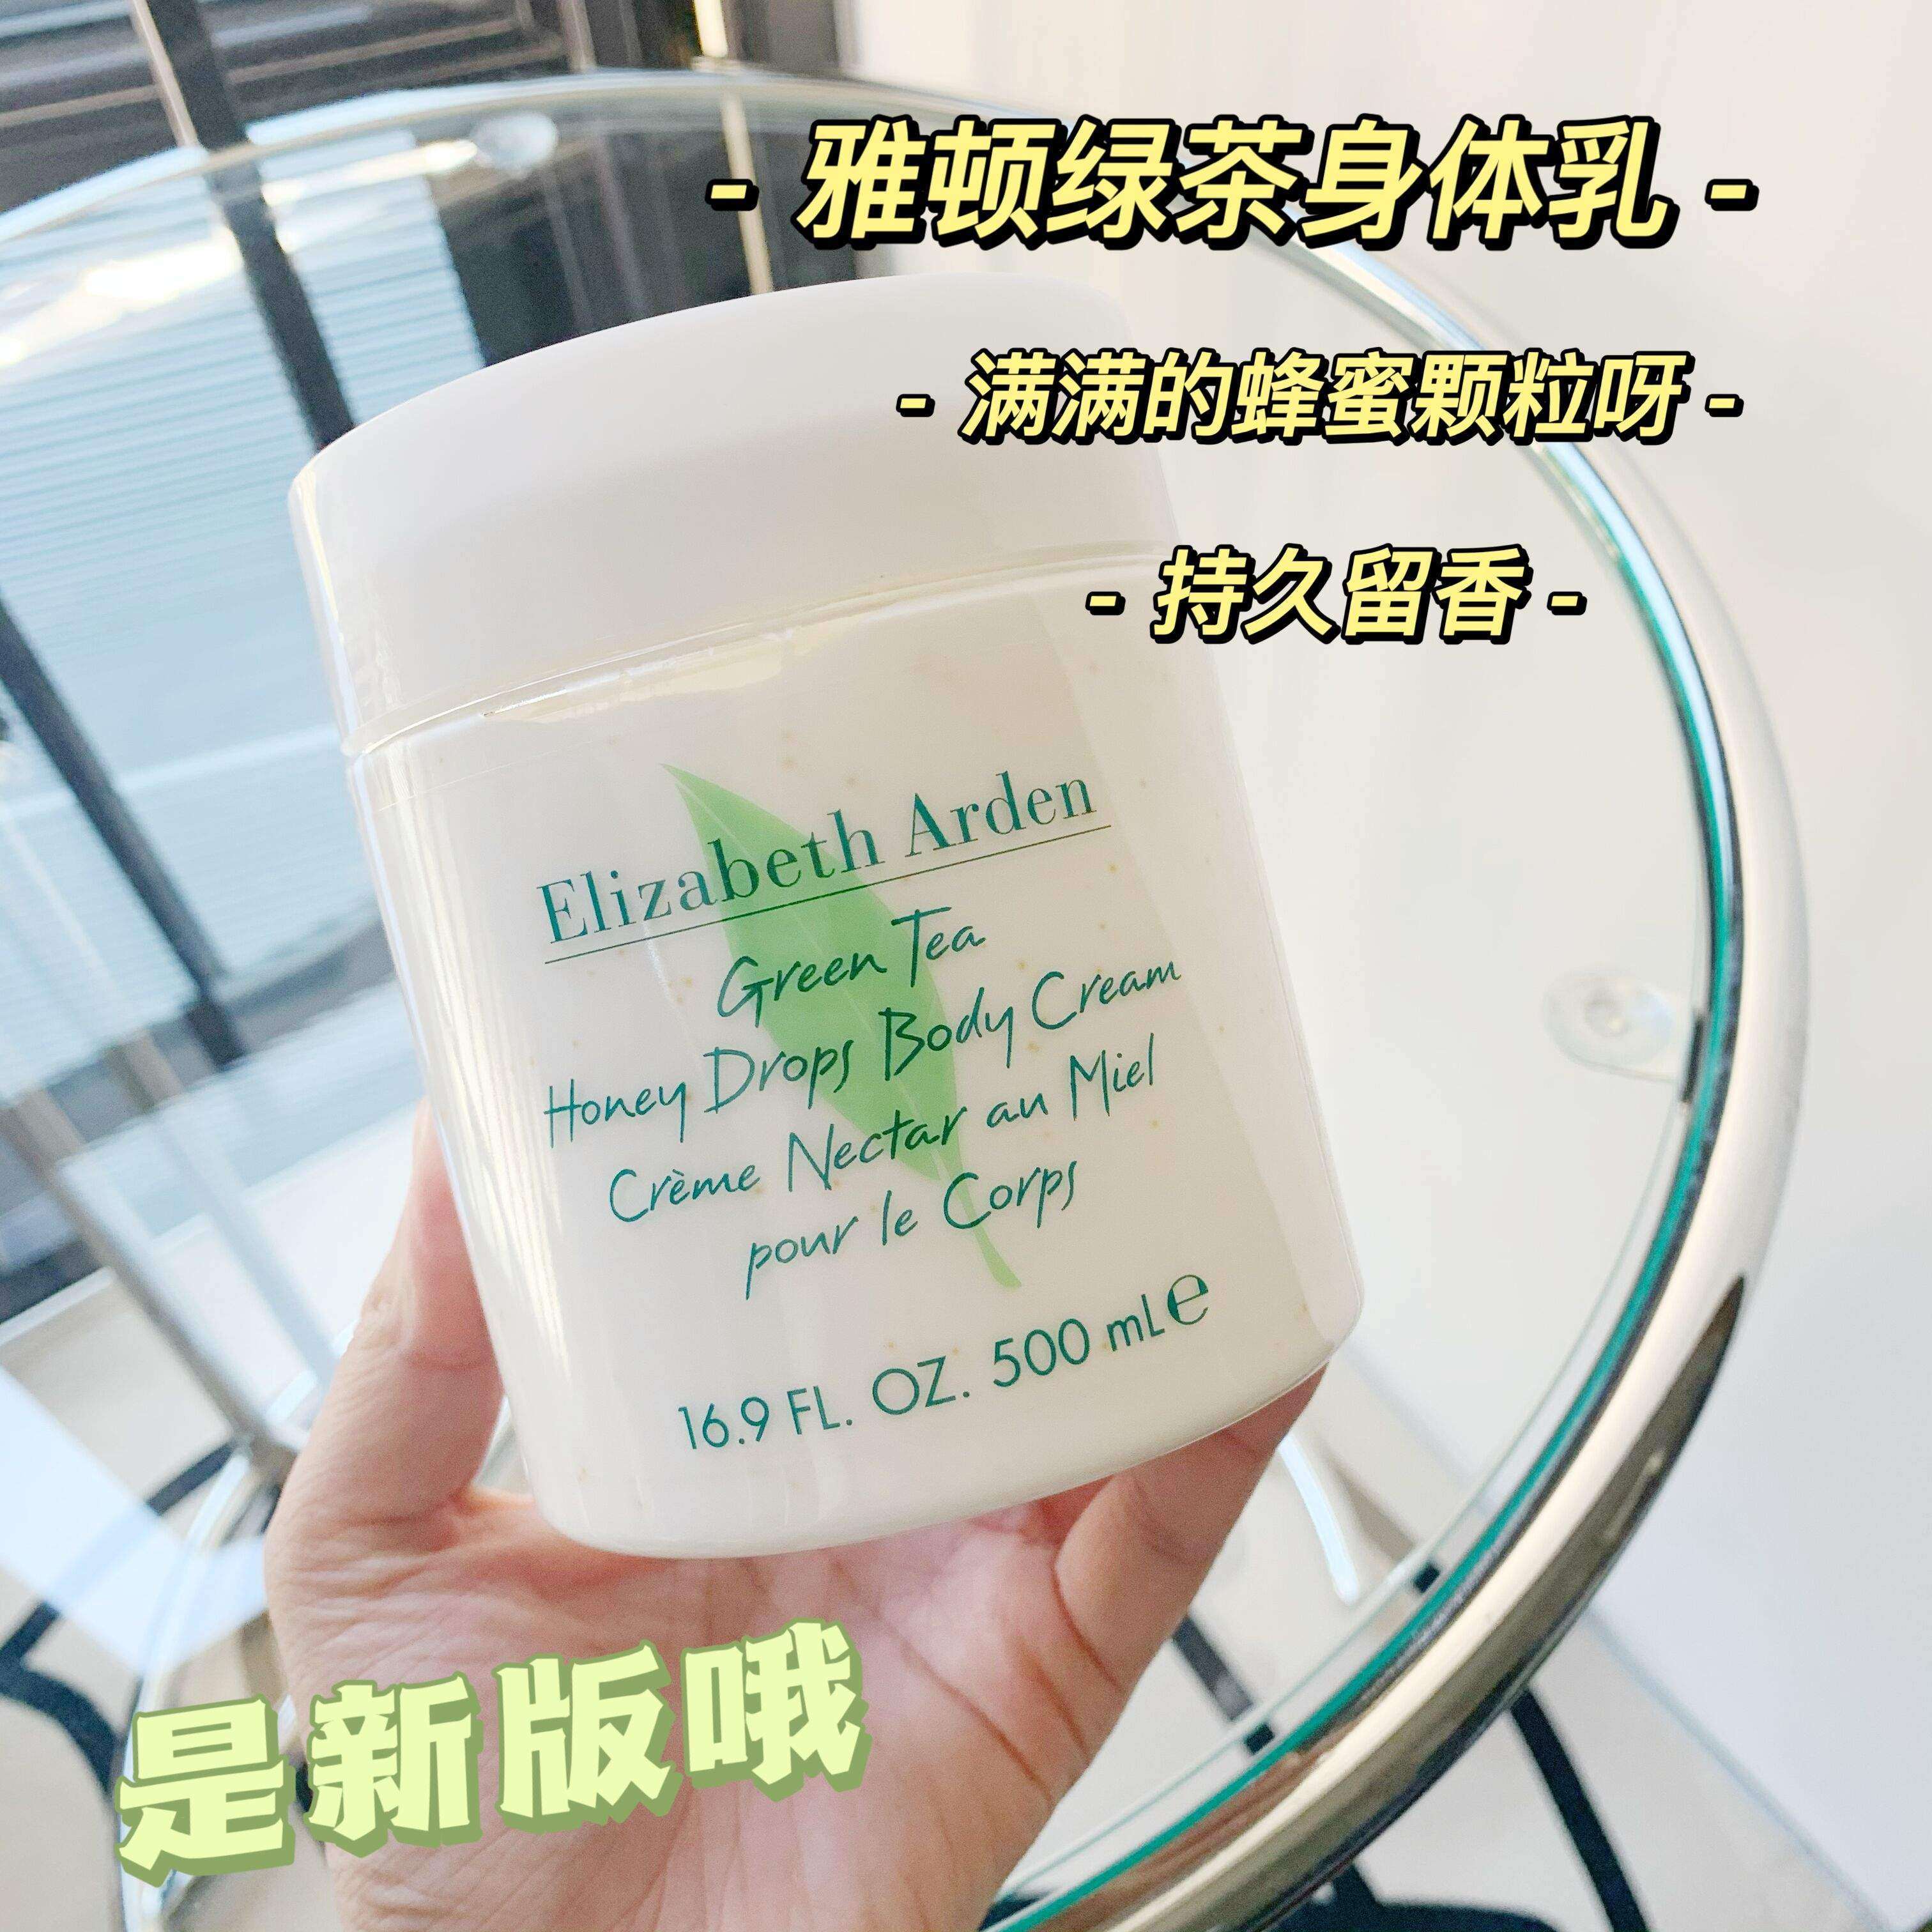 - 雅顿绿茶身体乳 -
- 满满的蜂蜜颗粒呀 -
- 持久留香 -
Elizabeth Arden
Green Tea
Honey Drops Body Cream
Crème Nectar au Miel
pour le Corps
16.9 FL. OZ. 500 mL℮
是新版哦